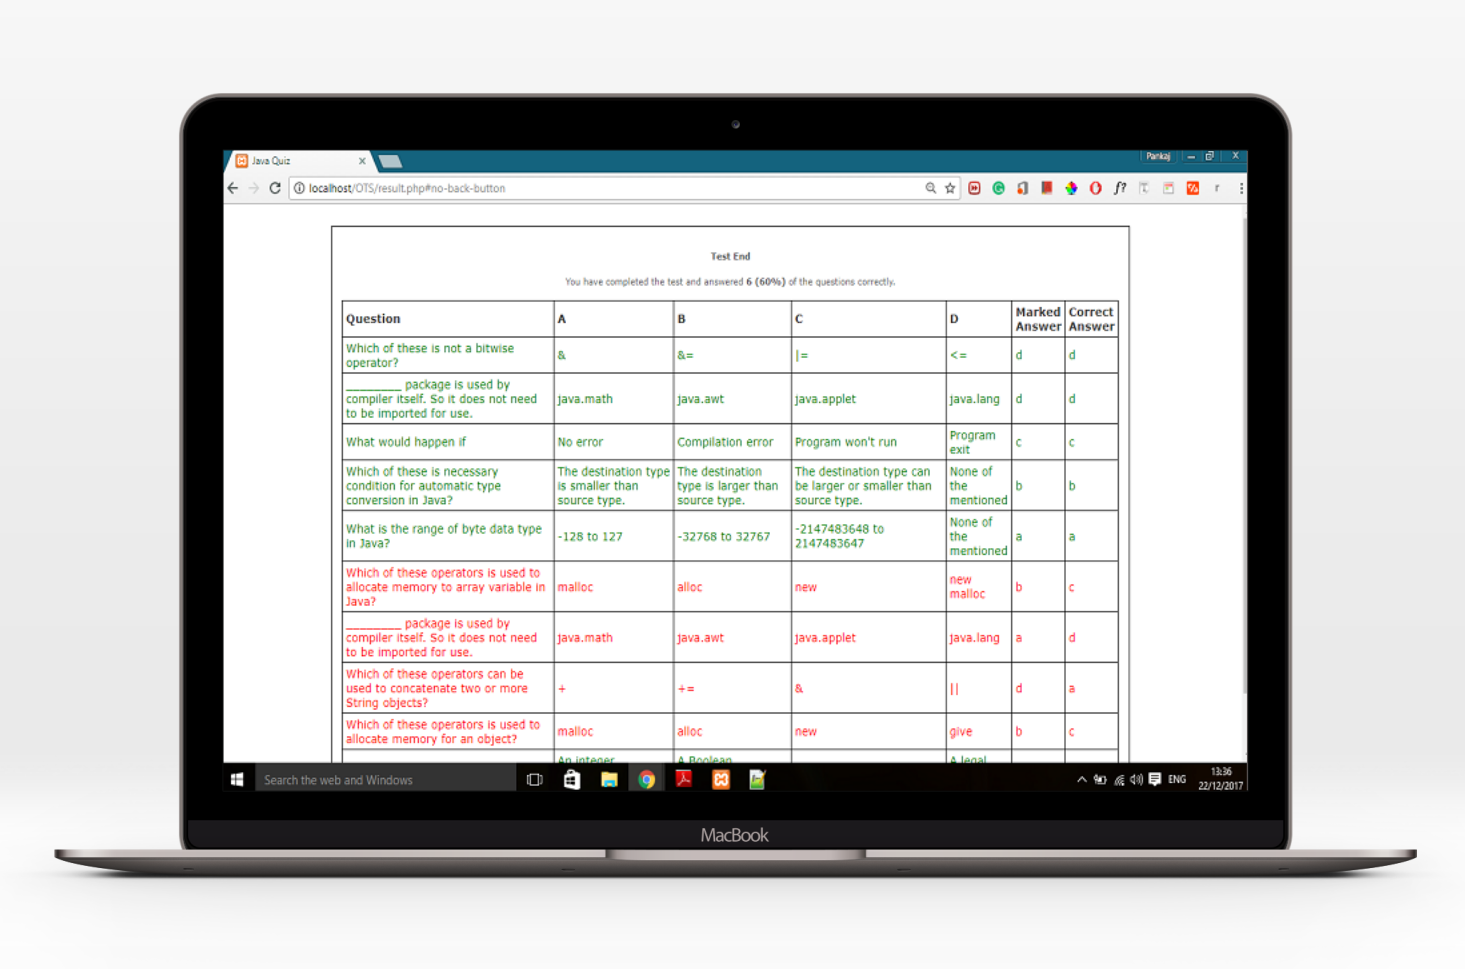 Java Quiz
Pankaj
localhost/OTS/result.php#no-back-button
Test End
You have completed the test and answered 6 (60%) of the questions correctly.
Question A B C D Marked Answer Correct Answer
Which of these is not a bitwise operator? & &= |= <= d d
________ package is used by compiler itself. So it does not need to be imported for use. java.math java.awt java.applet java.lang d d
What would happen if No error Compilation error Program won't run Program exit c c
Which of these is necessary condition for automatic type conversion in Java? The destination type is smaller than source type. The destination type is larger than source type. The destination type can be larger or smaller than source type. None of the mentioned b b
What is the range of byte data type in Java? -128 to 127 -32768 to 32767 -2147483648 to 2147483647 None of the mentioned a a
Which of these operators is used to allocate memory to array variable in Java? malloc alloc new new malloc b c
________ package is used by compiler itself. So it does not need to be imported for use. java.math java.awt java.applet java.lang a d
Which of these operators can be used to concatenate two or more String objects? + += & || d a
Which of these operators is used to allocate memory for an object? malloc alloc new give b c
An integer A Boolean A legal
Search the web and Windows
ENG
13:36
22/12/2017
MacBook